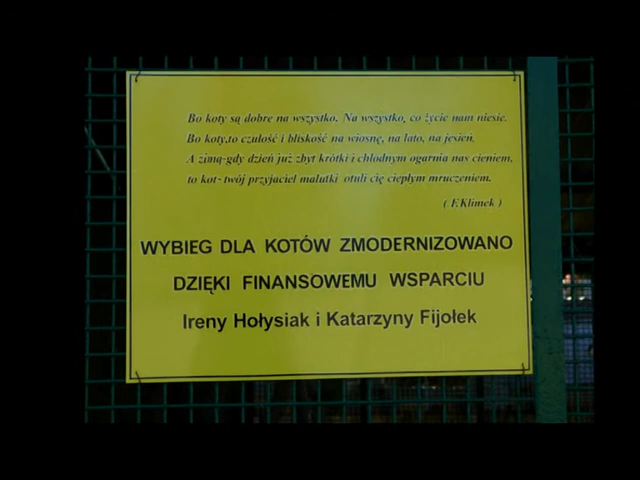 Bo koty są dobre na wszystko. Na wszystko, co życie nam niesie.
Bo koty,to czułość i bliskość na wiosnę, na lato, na jesień.
A zimą-gdy dzień już zbyt krótki i chłodnym ogarnia nas cieniem,
to kot- twój przyjaciel malutki otuli cię ciepłym mruczeniem.
( F.Klimek )
WYBIEG DLA KOTÓW ZMODERNIZOWANO
DZIĘKI FINANSOWEMU WSPARCIU
Ireny Hołysiak i Katarzyny Fijołek